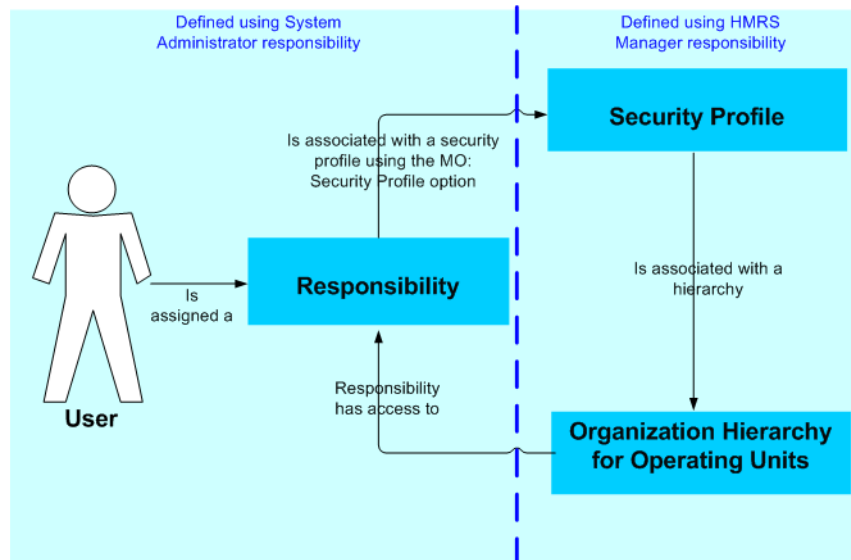 Defined using System
Administrator responsibility
Defined using HMRS
Manager responsibility
Security Profile
Is associated with a security
profile using the MO:
Security Profile option
Responsibility
Is
assigned a
Is associated with a
hierarchy
Responsibility
has access to
User
Organization Hierarchy
for Operating Units